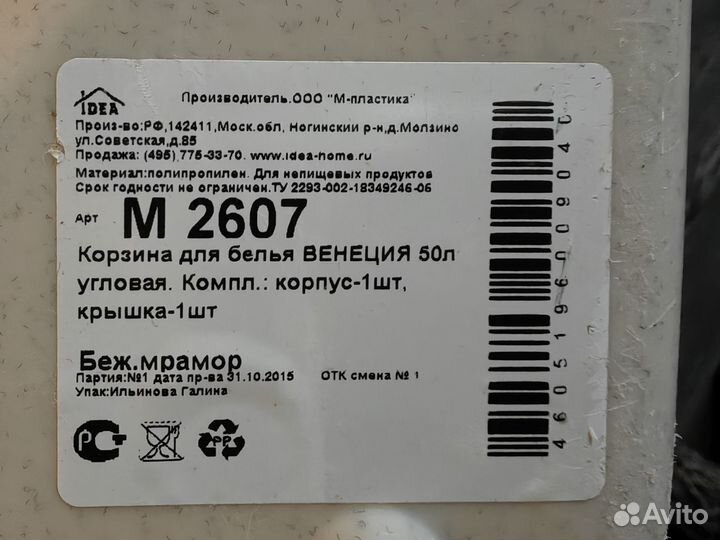 IDEA
Производитель.ООО "М-пластика"
Произ-во:РФ,142411,Моск.обл, Ногинскии р-н,д.Молзино
ул.Советская,д.85
Продажа: (495) 775-33-70. www.idea-home.ru
Материал:полипропилен. Для непищевых продуктов
Срок годности не ограничен.ТУ 2293-002-18349246-06
Арт М 2607
Корзина для белья ВЕНЕЦИЯ 50л
угловая. Компл.: корпус-1шт,
крышка-1шт
Беж.мрамор
Партия:№1 дата пр-ва 31.10.2015 ОТК смена № 1
Упак:Ильинова Галина
РСТ
PP
Avito